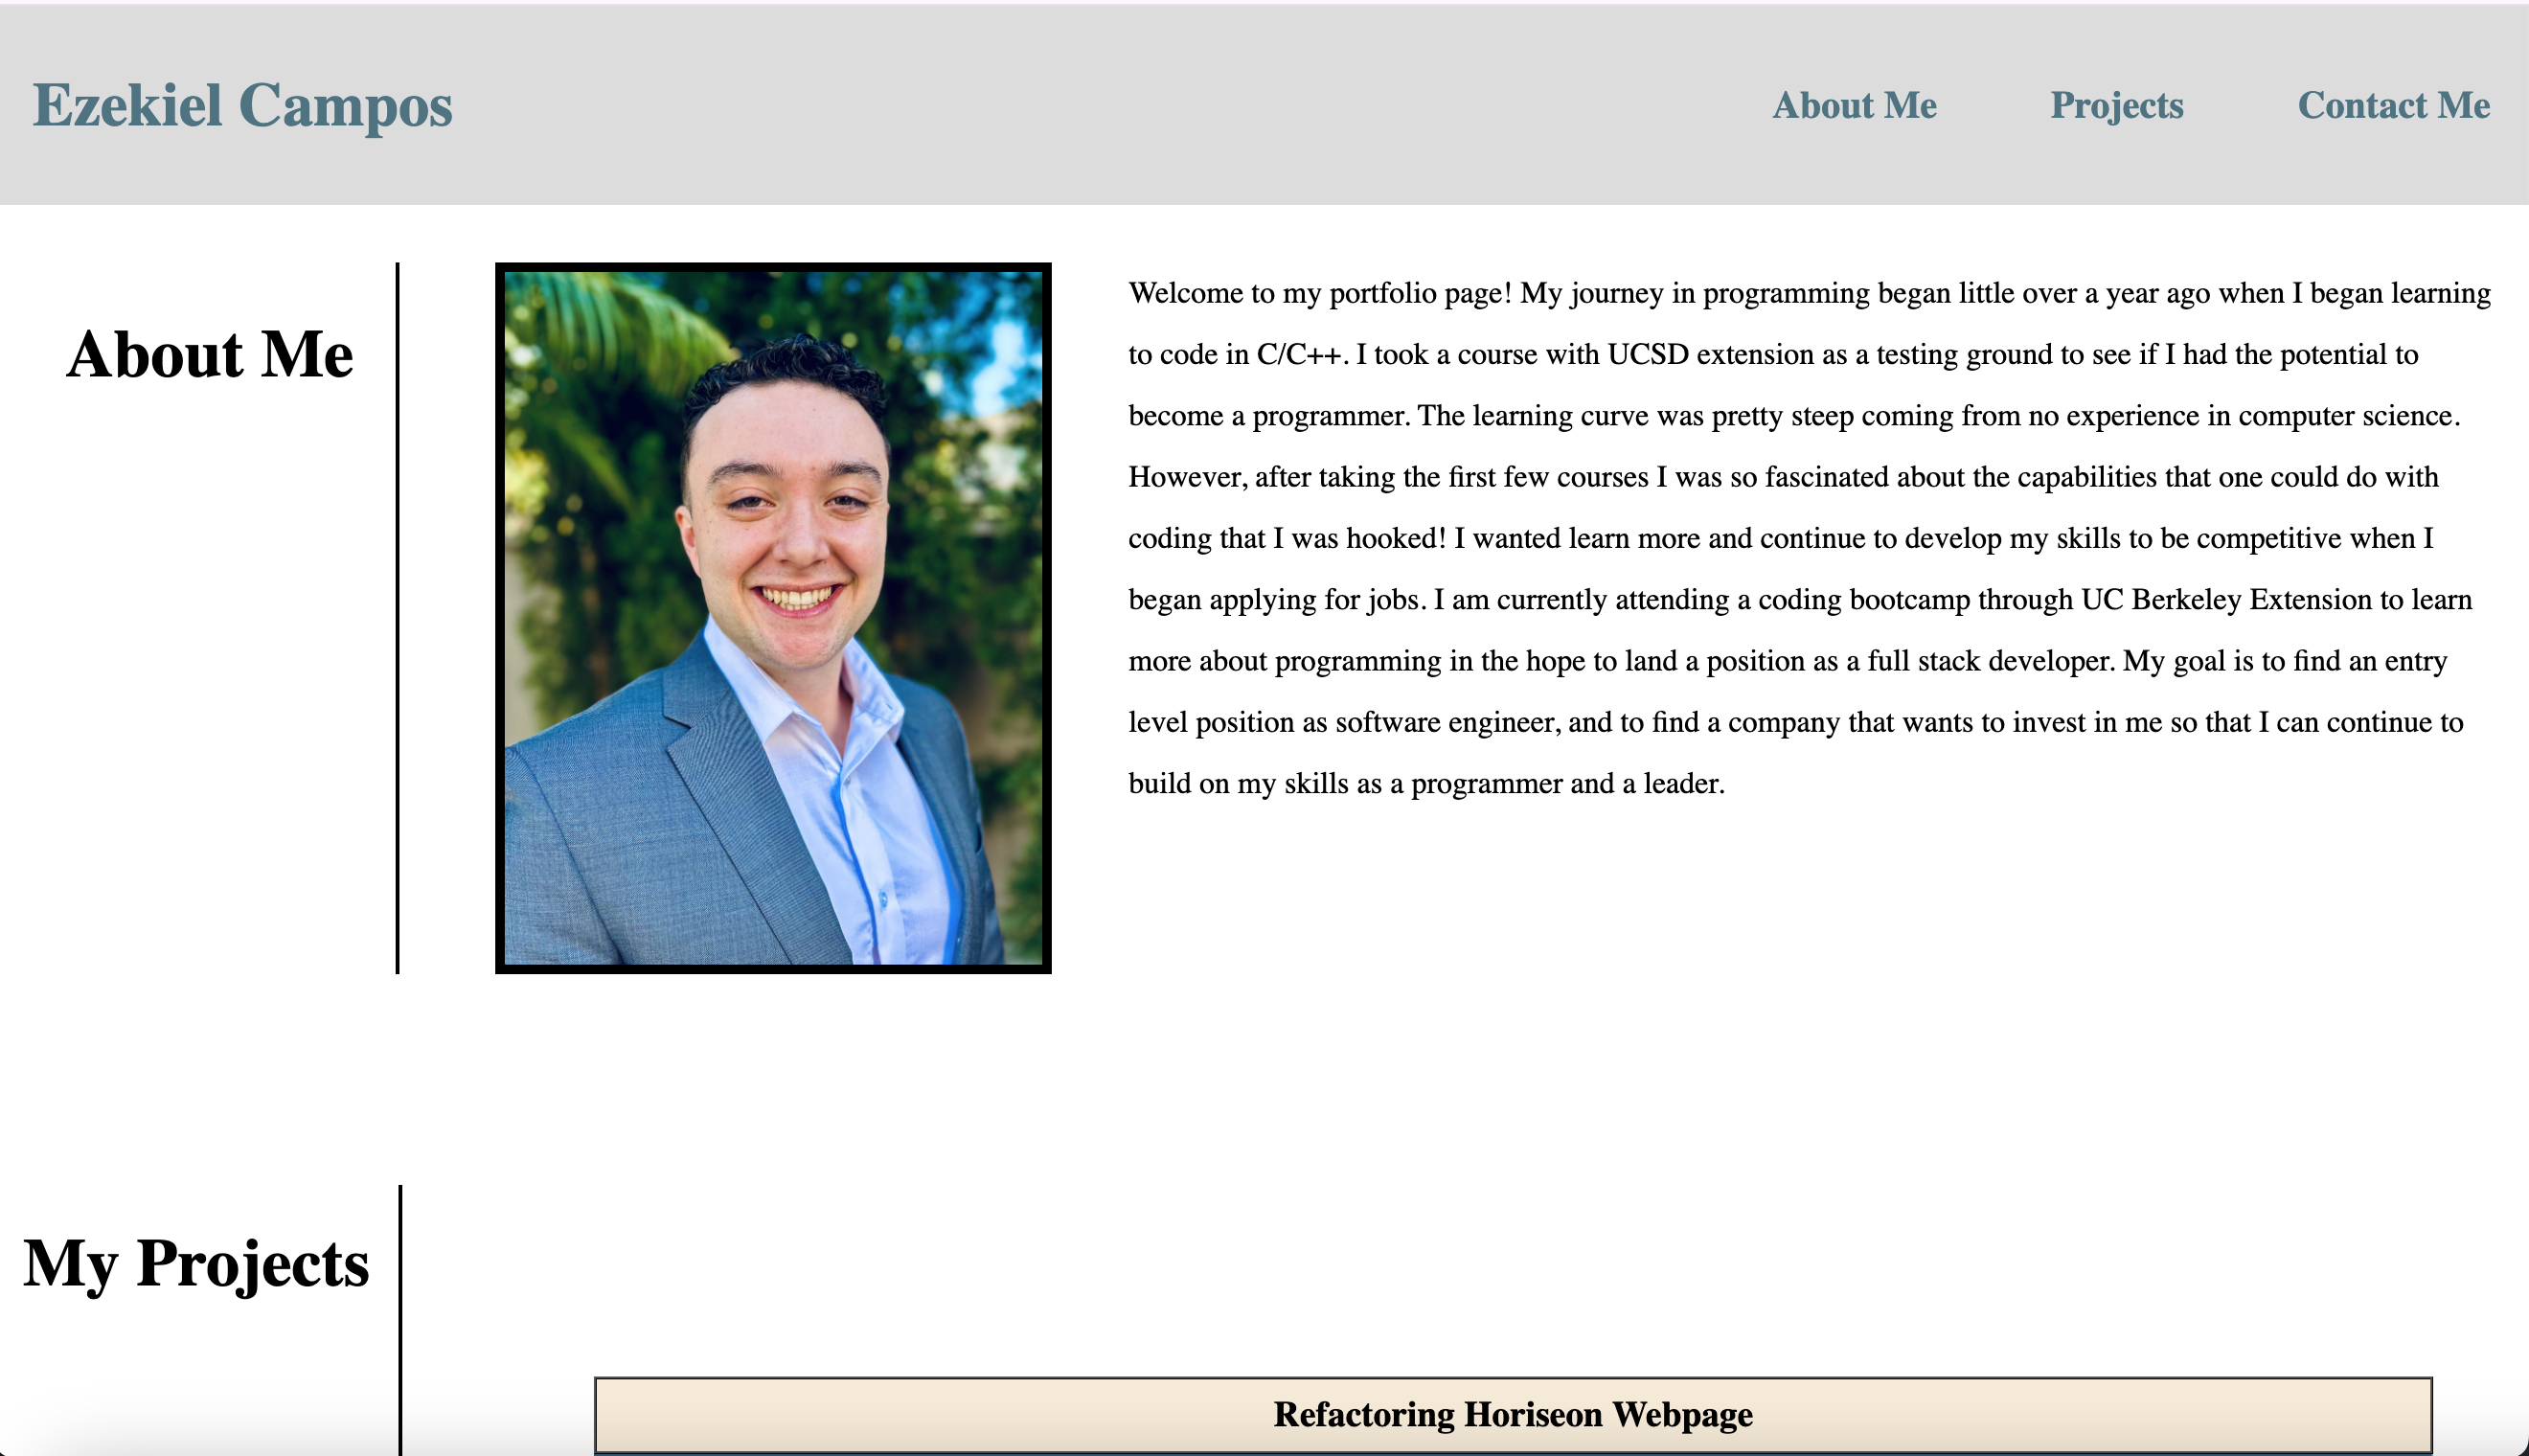 Ezekiel Campos
About Me
Projects
Contact Me
About Me
Welcome to my portfolio page! My journey in programming began little over a year ago when I began learning
to code in C/C++. I took a course with UCSD extension as a testing ground to see if I had the potential to
become a programmer. The learning curve was pretty steep coming from no experience in computer science.
However, after taking the first few courses I was so fascinated about the capabilities that one could do with
coding that I was hooked! I wanted learn more and continue to develop my skills to be competitive when I
began applying for jobs. I am currently attending a coding bootcamp through UC Berkeley Extension to learn
more about programming in the hope to land a position as a full stack developer. My goal is to find an entry
level position as software engineer, and to find a company that wants to invest in me so that I can continue to
build on my skills as a programmer and a leader.
My Projects
Refactoring Horiseon Webpage